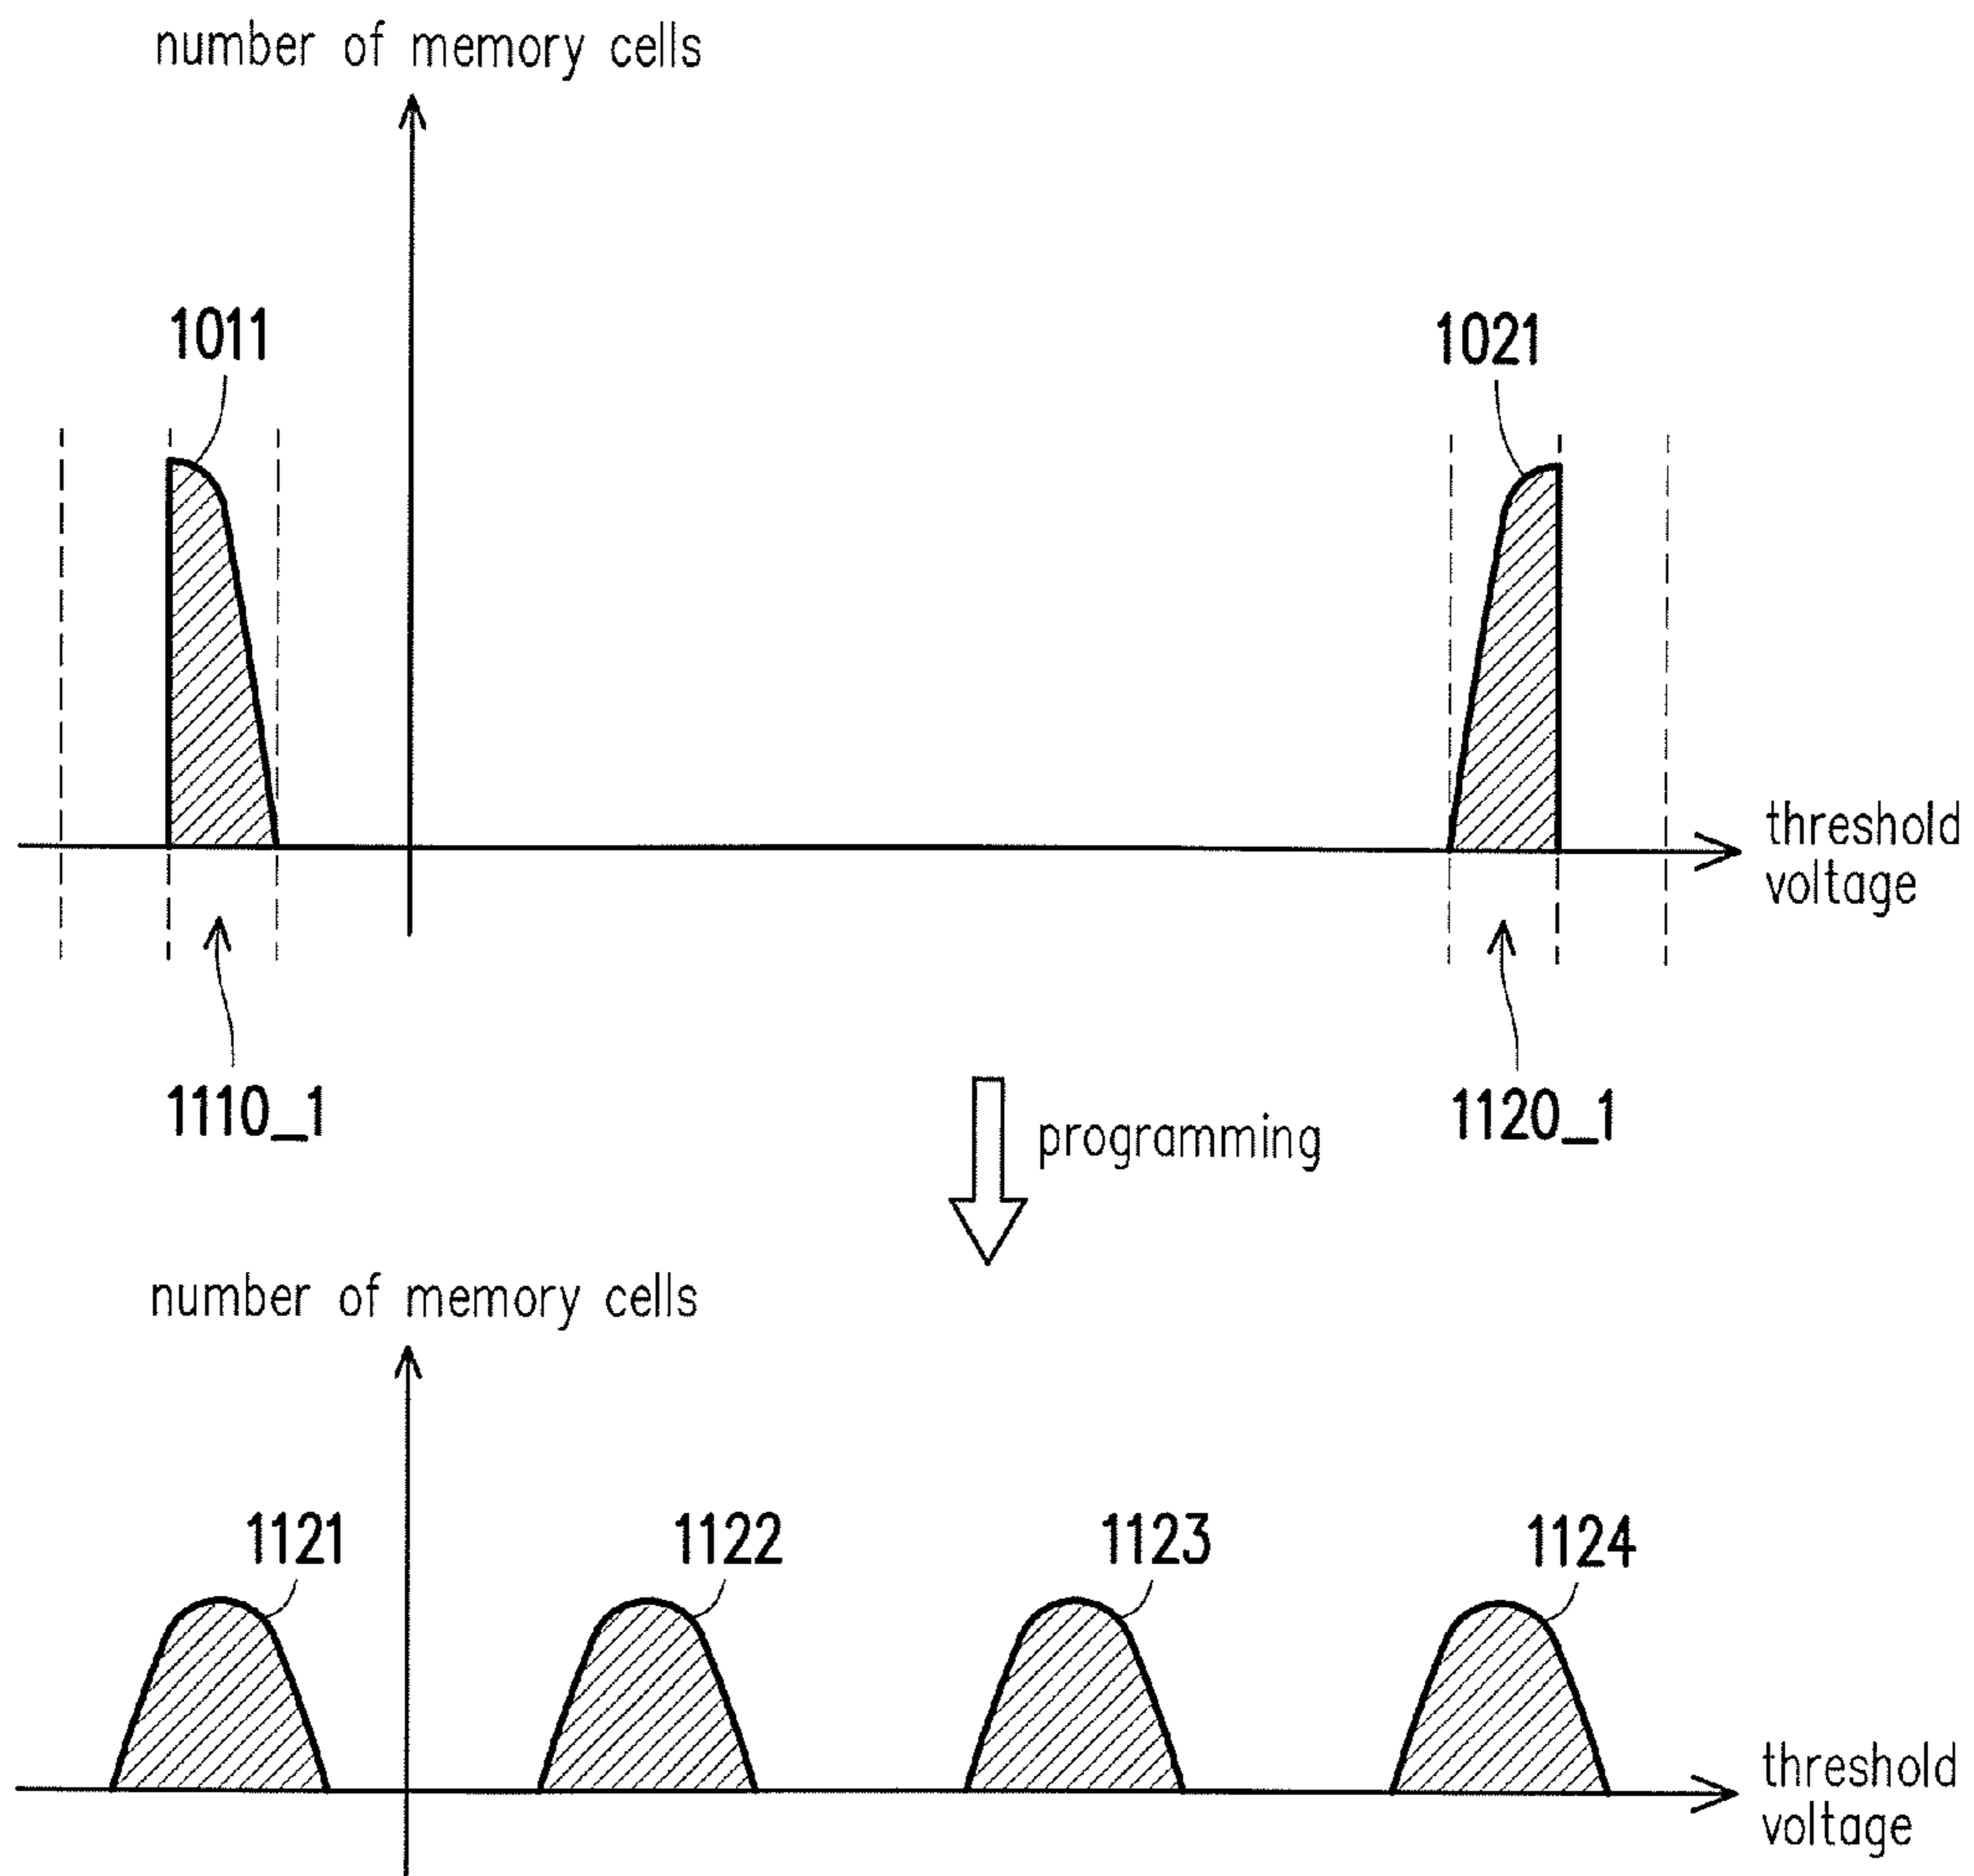 number of memory cells
1011
1021
threshold
voltage
1110_1
1120_1
programming
number of memory cells
1121
1122
1123
1124
threshold
voltage